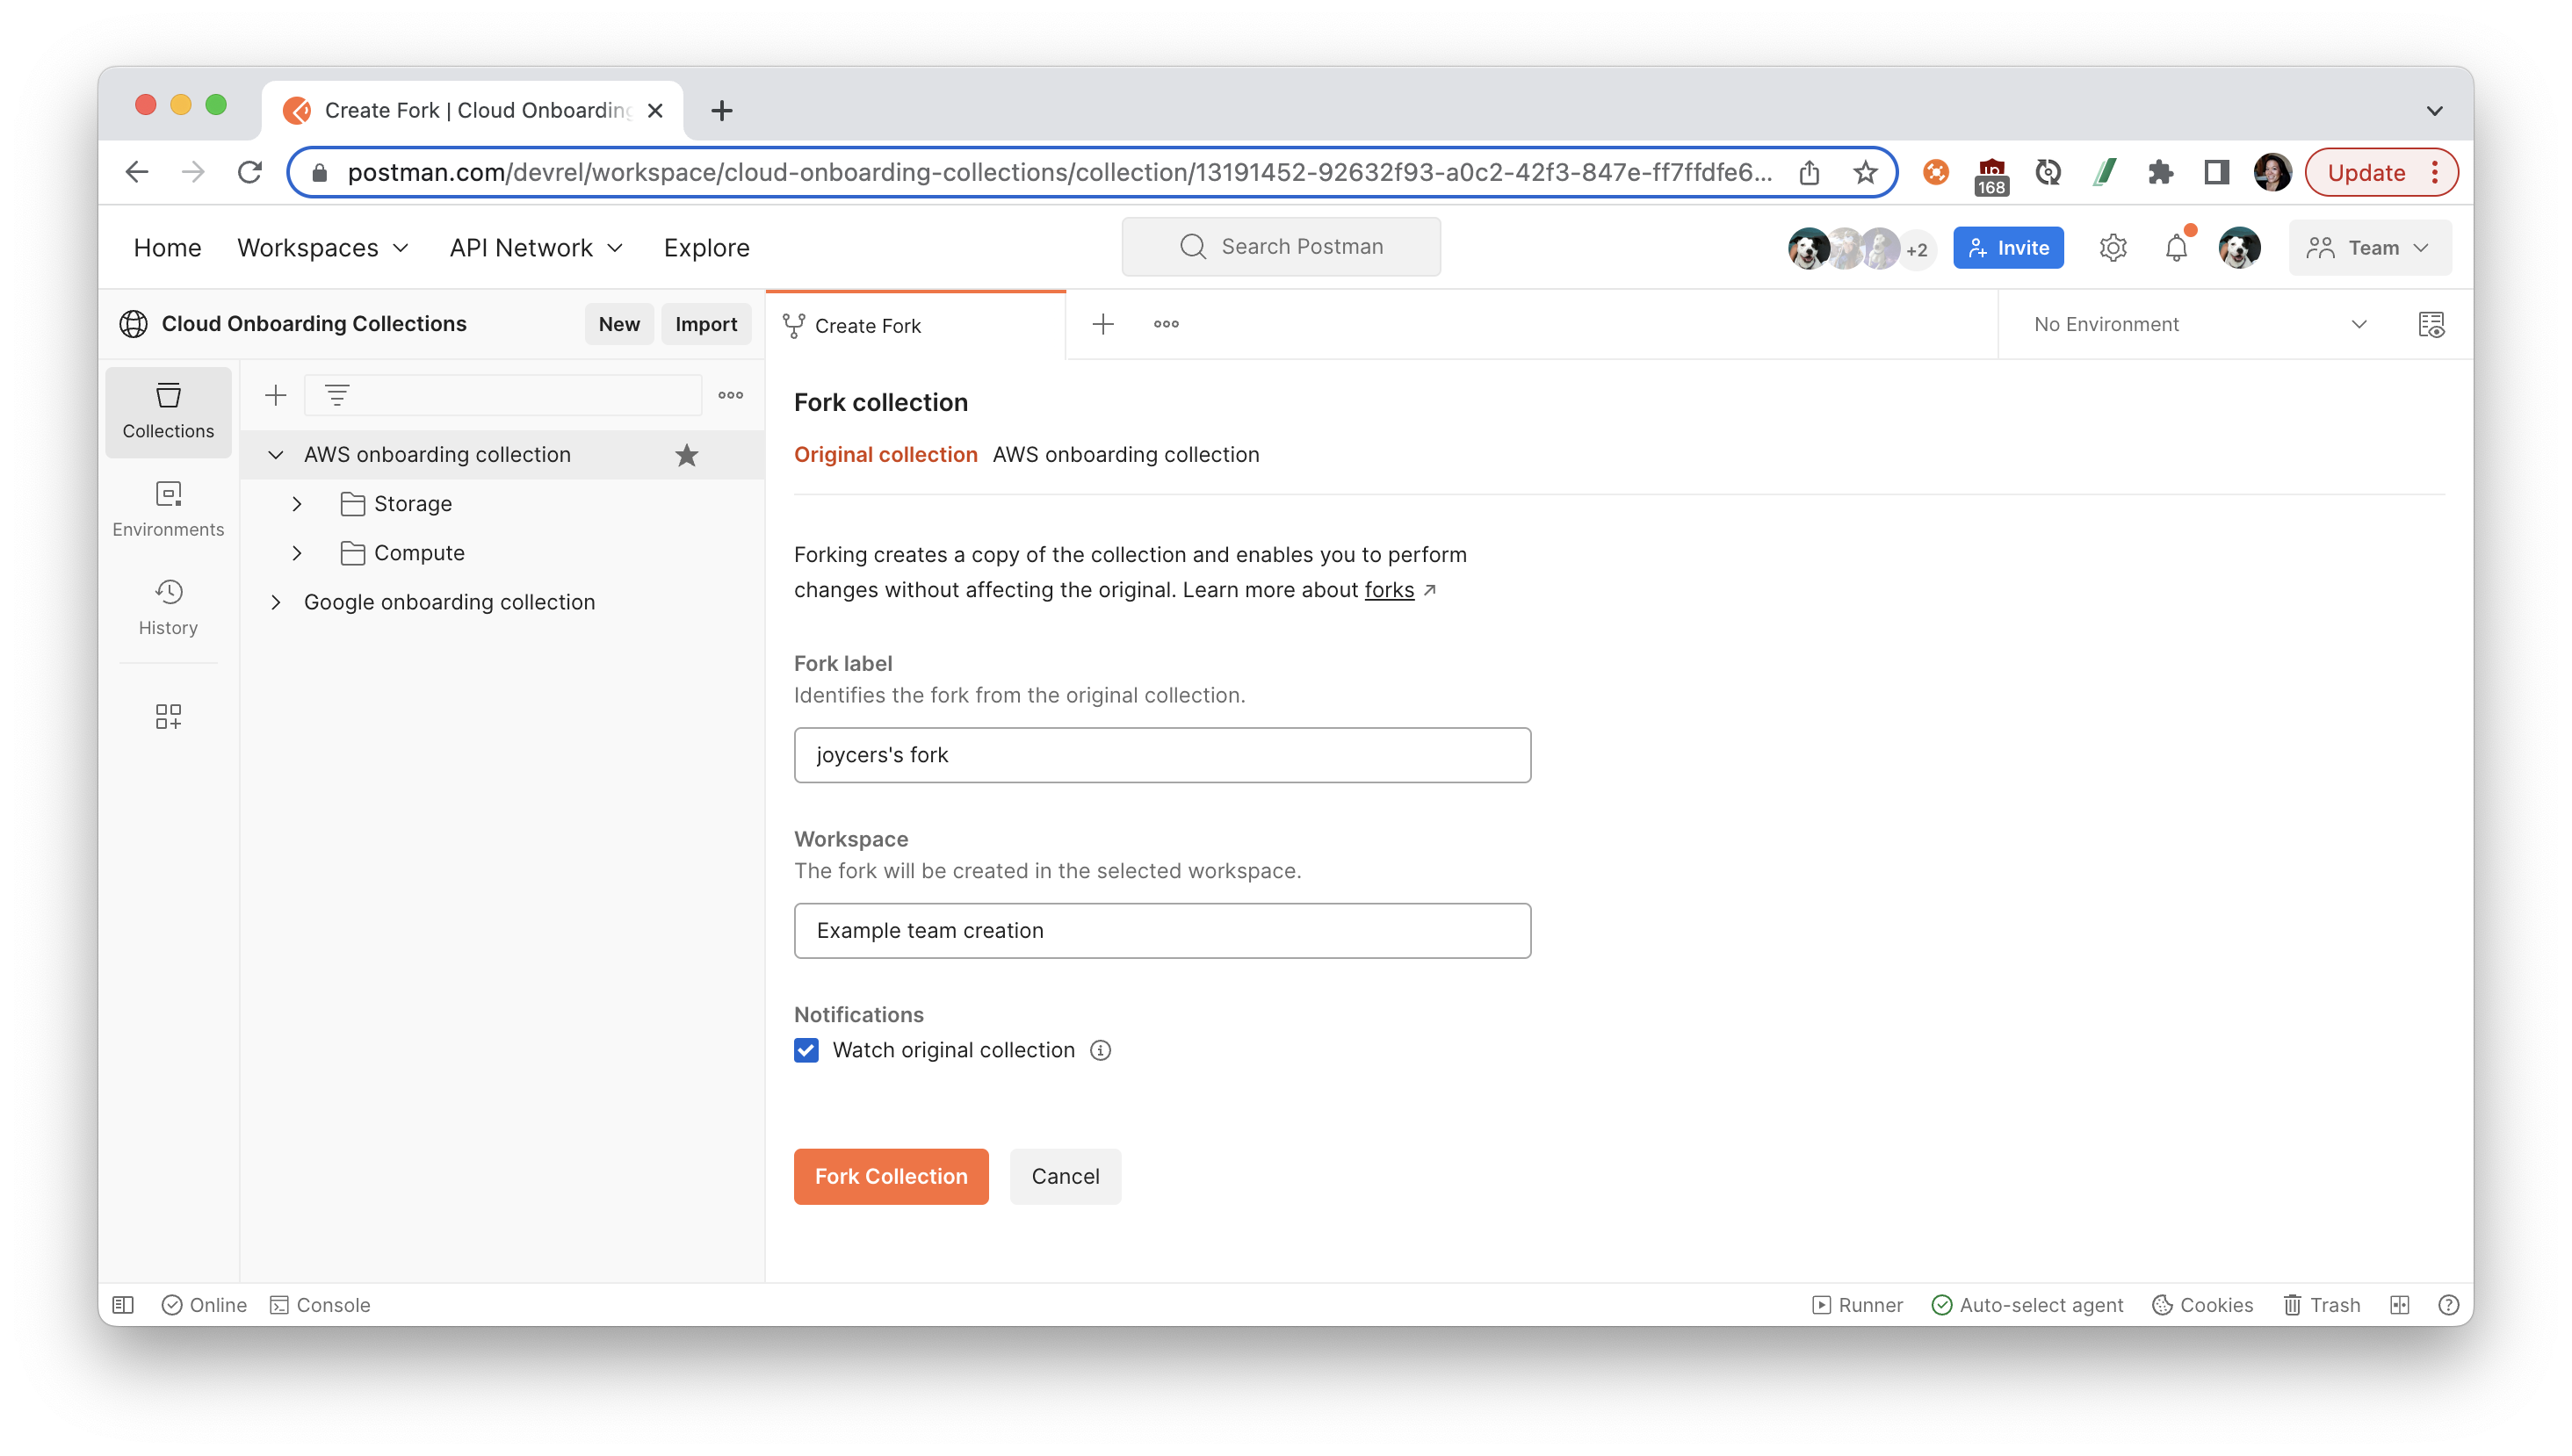 Create Fork | Cloud Onboarding
postman.com/devrel/workspace/cloud-onboarding-collections/collection/13191452-92632f93-a0c2-42f3-847e-ff7ffdfe6...
168
Update
Home Workspaces API Network Explore
Search Postman
+2
Invite
Team
Cloud Onboarding Collections
New
Import
Create Fork
No Environment
Collections
Environments
History
AWS onboarding collection
Storage
Compute
Google onboarding collection
Fork collection
Original collection AWS onboarding collection
Forking creates a copy of the collection and enables you to perform
changes without affecting the original. Learn more about forks ↗
Fork label
Identifies the fork from the original collection.
joycers's fork
Workspace
The fork will be created in the selected workspace.
Example team creation
Notifications
Watch original collection
Fork Collection
Cancel
Online
Console
Runner
Auto-select agent
Cookies
Trash